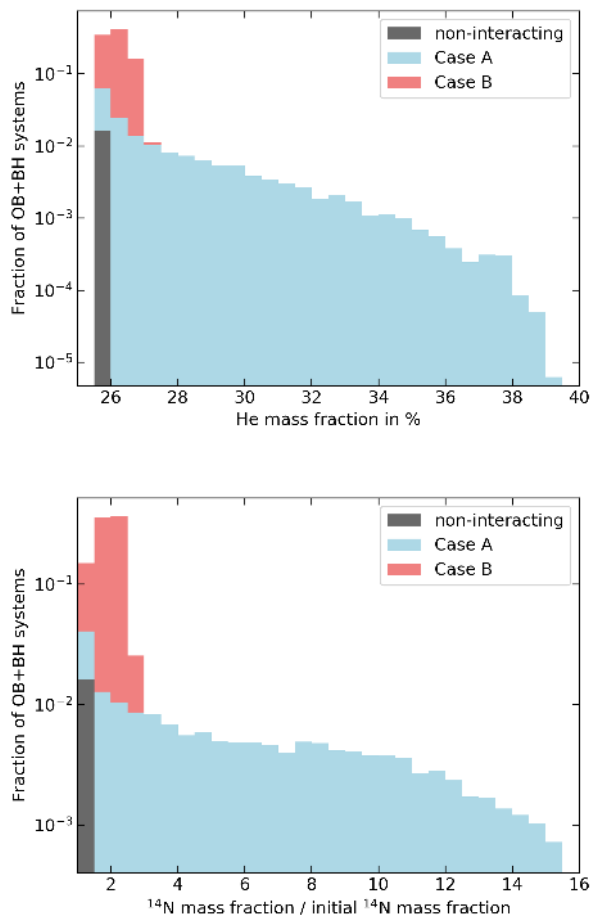 non-interacting
Case A
Case B
Fraction of OB+BH systems
10⁻¹
10⁻²
10⁻³
10⁻⁴
10⁻⁵
26 28 30 32 34 36 38 40
He mass fraction in %
non-interacting
Case A
Case B
Fraction of OB+BH systems
10⁻¹
10⁻²
10⁻³
2 4 6 8 10 12 14 16
¹⁴N mass fraction / initial ¹⁴N mass fraction